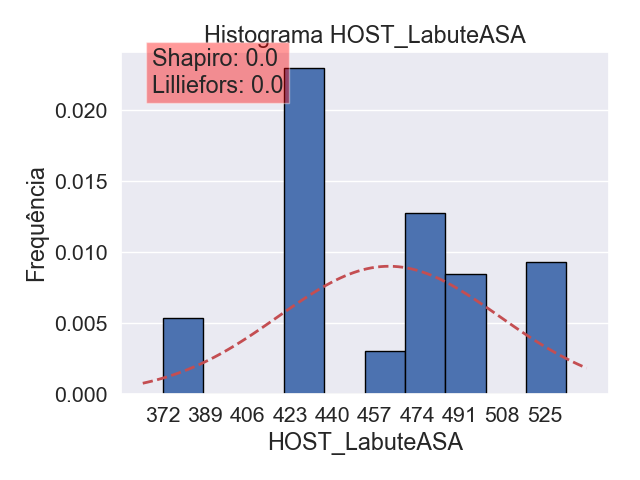 Histograma HOST_LabuteASA
Shapiro: 0.0
Lilliefors: 0.0
Frequência
0.020
0.015
0.010
0.005
0.000
372 389 406 423 440 457 474 491 508 525
HOST_LabuteASA